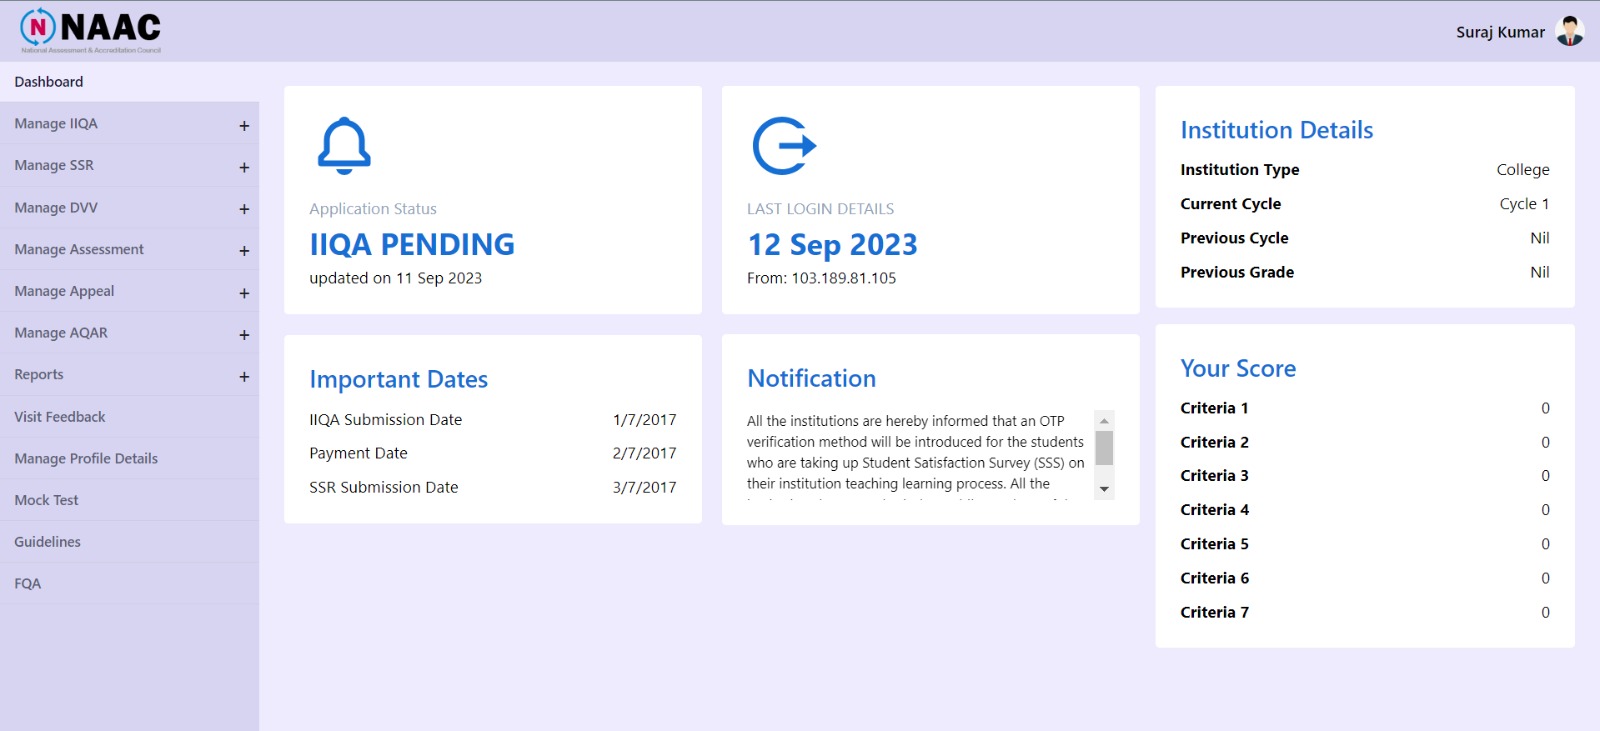 NAAC
National Assessment & Accreditation Council
Suraj Kumar
Dashboard
Manage IIQA +
Manage SSR +
Manage DVV +
Manage Assessment +
Manage Appeal +
Manage AQAR +
Reports +
Visit Feedback
Manage Profile Details
Mock Test
Guidelines
FQA
Application Status
IIQA PENDING
updated on 11 Sep 2023
LAST LOGIN DETAILS
12 Sep 2023
From: 103.189.81.105
Institution Details
Institution Type College
Current Cycle Cycle 1
Previous Cycle Nil
Previous Grade Nil
Important Dates
IIQA Submission Date 1/7/2017
Payment Date 2/7/2017
SSR Submission Date 3/7/2017
Notification
All the institutions are hereby informed that an OTP
verification method will be introduced for the students
who are taking up Student Satisfaction Survey (SSS) on
their institution teaching learning process. All the
Your Score
Criteria 1 0
Criteria 2 0
Criteria 3 0
Criteria 4 0
Criteria 5 0
Criteria 6 0
Criteria 7 0